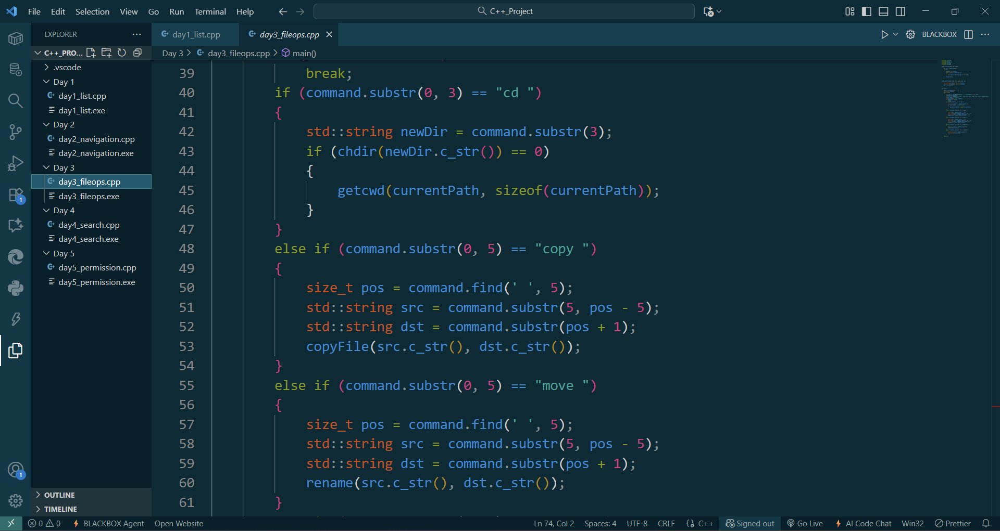 File Edit Selection View Go Run Terminal Help
C++_Project
EXPLORER
day1_list.cpp
day3_fileops.cpp
BLACKBOX
C++_PRO...
Day 3 > day3_fileops.cpp > main()
.vscode
Day 1
day1_list.cpp
day1_list.exe
Day 2
day2_navigation.cpp
day2_navigation.exe
Day 3
day3_fileops.cpp
day3_fileops.exe
Day 4
day4_search.cpp
day4_search.exe
Day 5
day5_permission.cpp
day5_permission.exe
OUTLINE
TIMELINE
1
1
39 break;
40 if (command.substr(0, 3) == "cd ")
41 {
42 std::string newDir = command.substr(3);
43 if (chdir(newDir.c_str()) == 0)
44 {
45 getcwd(currentPath, sizeof(currentPath));
46 }
47 }
48 else if (command.substr(0, 5) == "copy ")
49 {
50 size_t pos = command.find(' ', 5);
51 std::string src = command.substr(5, pos - 5);
52 std::string dst = command.substr(pos + 1);
53 copyFile(src.c_str(), dst.c_str());
54 }
55 else if (command.substr(0, 5) == "move ")
56 {
57 size_t pos = command.find(' ', 5);
58 std::string src = command.substr(5, pos - 5);
59 std::string dst = command.substr(pos + 1);
60 rename(src.c_str(), dst.c_str());
61 }
0 0 BLACKBOX Agent Open Website Ln 74, Col 2 Spaces: 4 UTF-8 CRLF {} C++ Signed out Go Live AI Code Chat Win32 Prettier